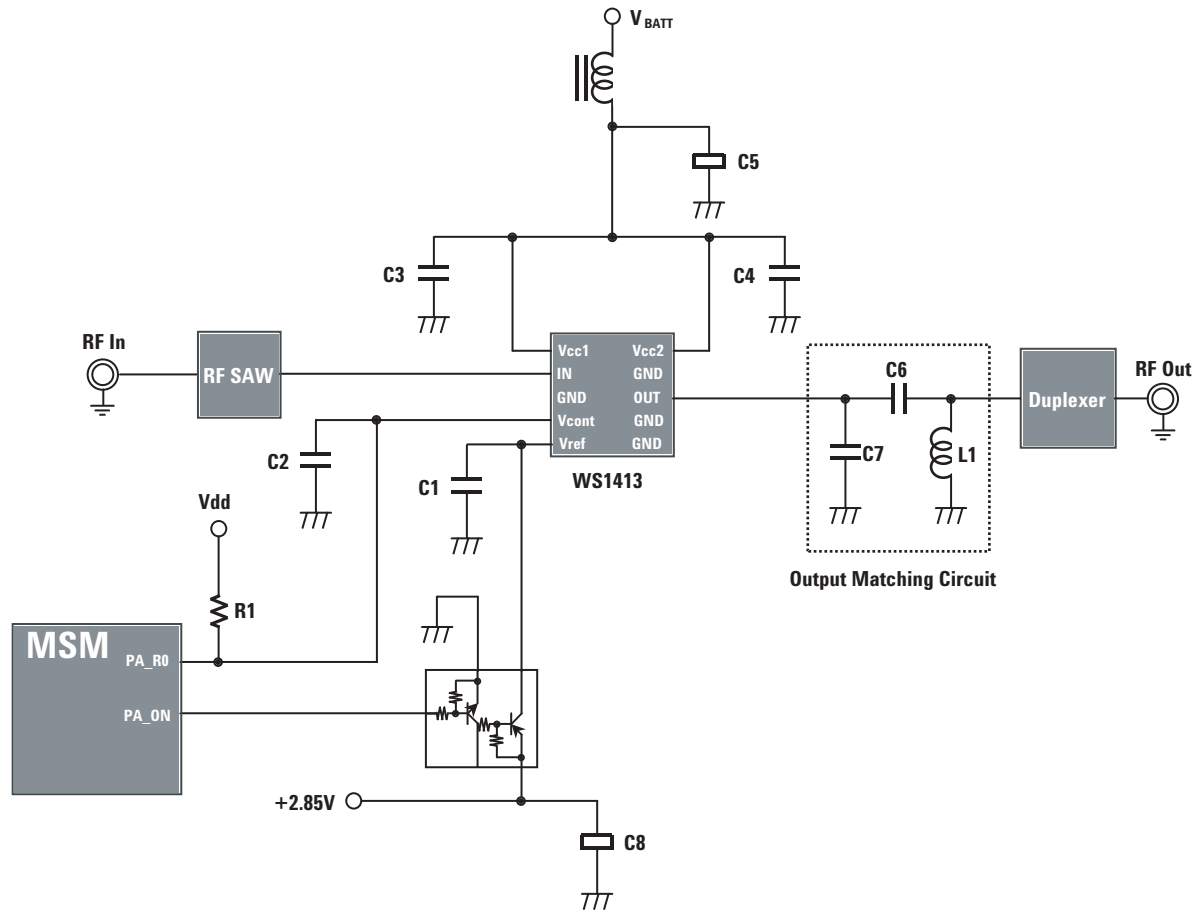 V BATT
C5
C3
C4
RF In
RF SAW
Vcc1
Vcc2
IN
GND
GND
OUT
Vcont
GND
Vref
GND
WS1413
C6
C7
L1
Duplexer
RF Out
Output Matching Circuit
C2
C1
Vdd
R1
MSM
PA_R0
PA_ON
+2.85V
C8